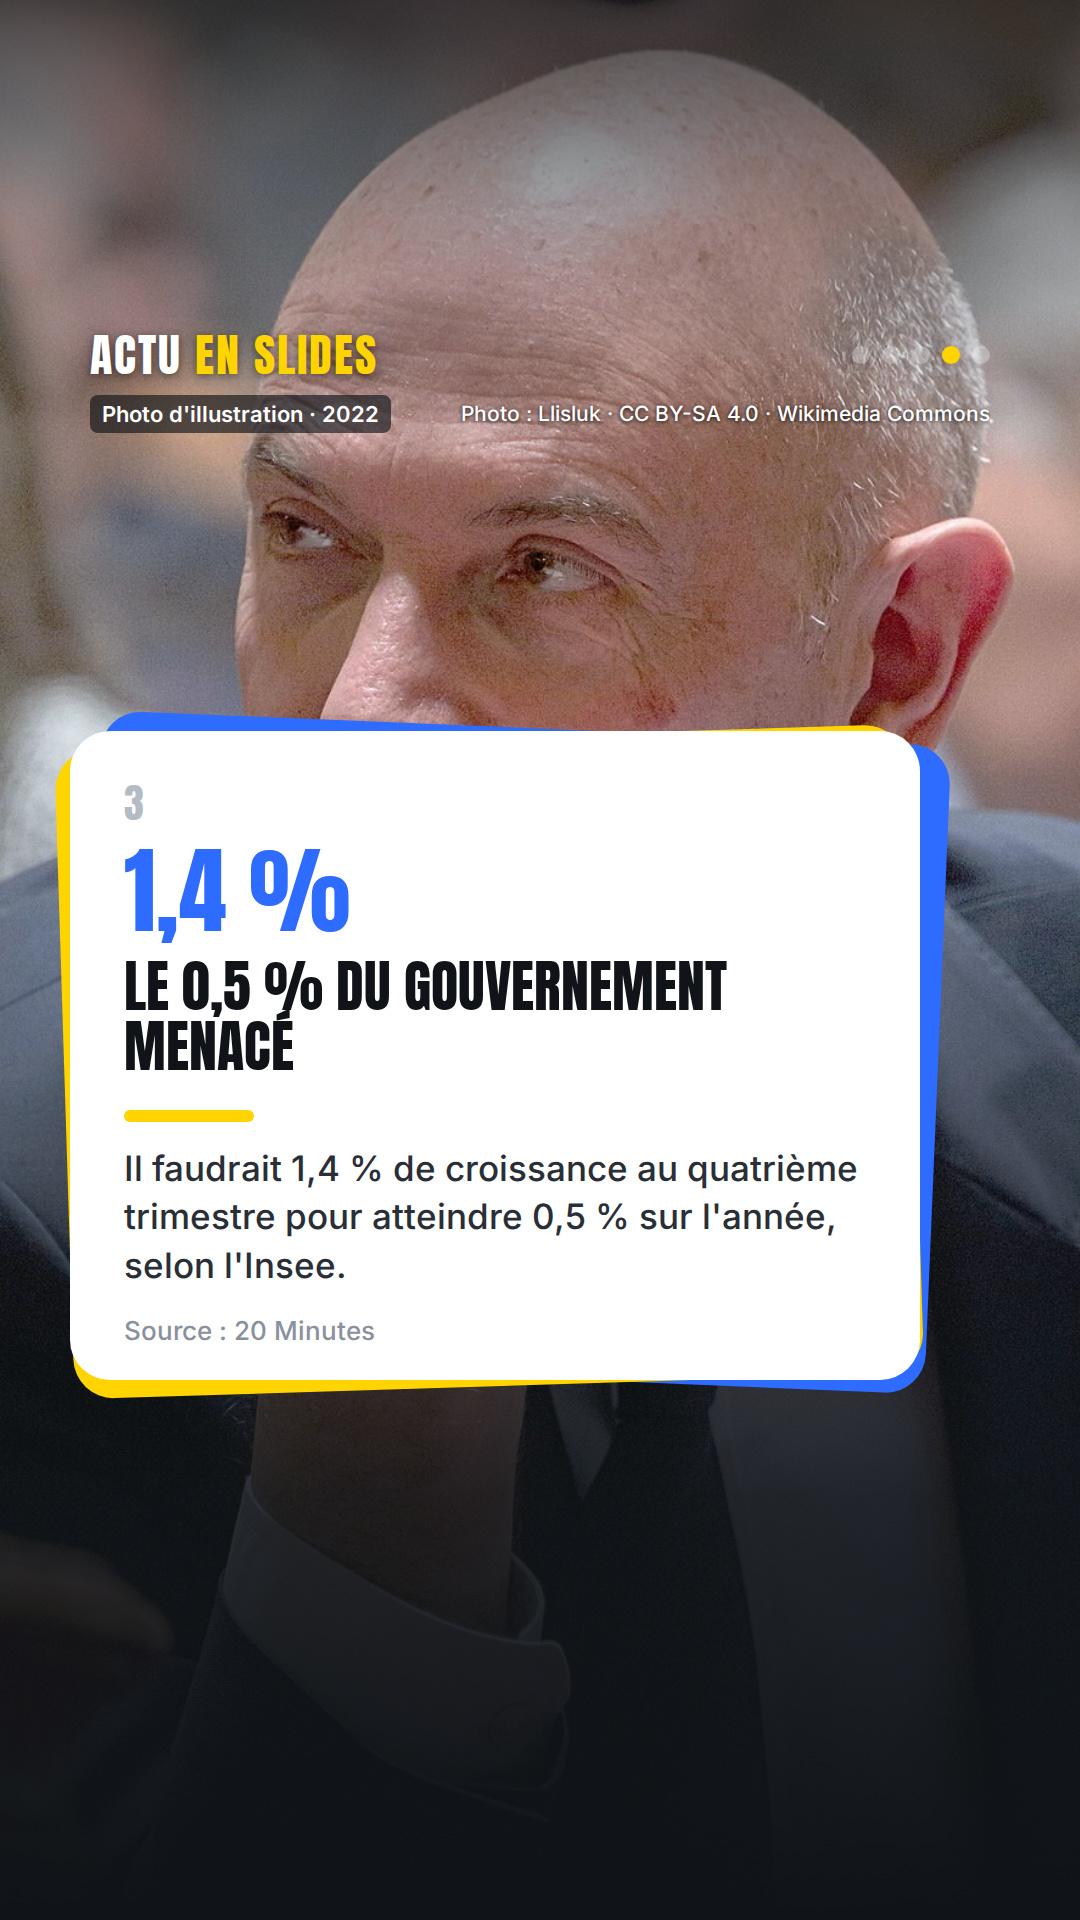 ACTU EN SLIDES
Photo d'illustration · 2022
Photo : Llisluk · CC BY-SA 4.0 · Wikimedia Commons
3
1,4 %
LE 0,5 % DU GOUVERNEMENT
MENACÉ
Il faudrait 1,4 % de croissance au quatrième
trimestre pour atteindre 0,5 % sur l'année,
selon l'Insee.
Source : 20 Minutes